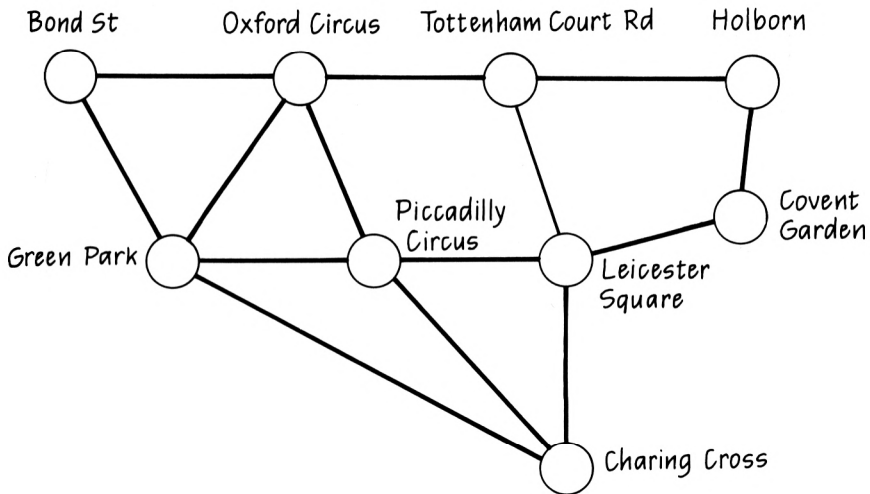 Bond St
Oxford Circus
Tottenham Court Rd
Holborn
Piccadilly
Circus
Covent
Garden
Green Park
Leicester
Square
Charing Cross